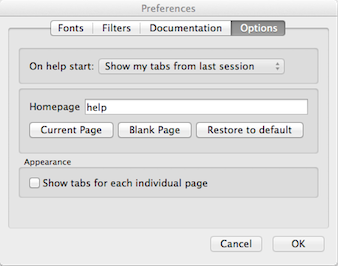 Preferences
Fonts Filters Documentation Options
On help start: Show my tabs from last session
Homepage help
Current Page Blank Page Restore to default
Appearance
Show tabs for each individual page
Cancel OK